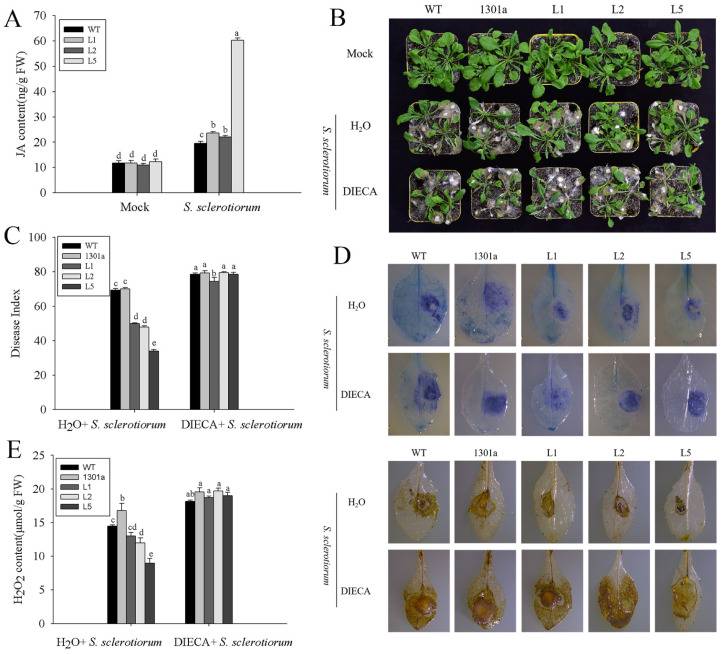 A
JA content(ng/g FW)
70
60
50
40
30
20
10
0
WT
L1
L2
L5
d d d d
c b b a
Mock
S. sclerotiorum
B
WT 1301a L1 L2 L5
Mock
H₂O
DIECA
S. sclerotiorum
C
Disease Index
100
80
60
40
20
0
WT
1301a
L1
L2
L5
c c d d e
a a b a a
H₂O+ S. sclerotiorum
DIECA+ S. sclerotiorum
D
WT 1301a L1 L2 L5
H₂O
DIECA
S. sclerotiorum
E
H₂O₂ content(µmol/g FW)
25
20
15
10
5
0
WT
1301a
L1
L2
L5
c b cd d e
ab a a a a
H₂O+ S. sclerotiorum
DIECA+ S. sclerotiorum
WT 1301a L1 L2 L5
H₂O
DIECA
S. sclerotiorum